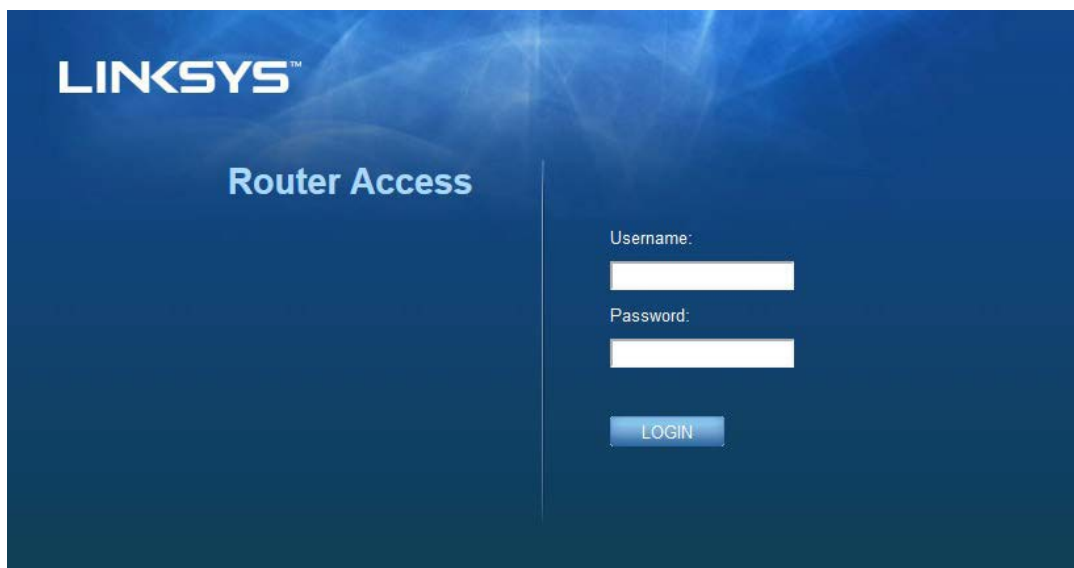 LINKSYS™
Router Access
Username:
Password:
LOGIN